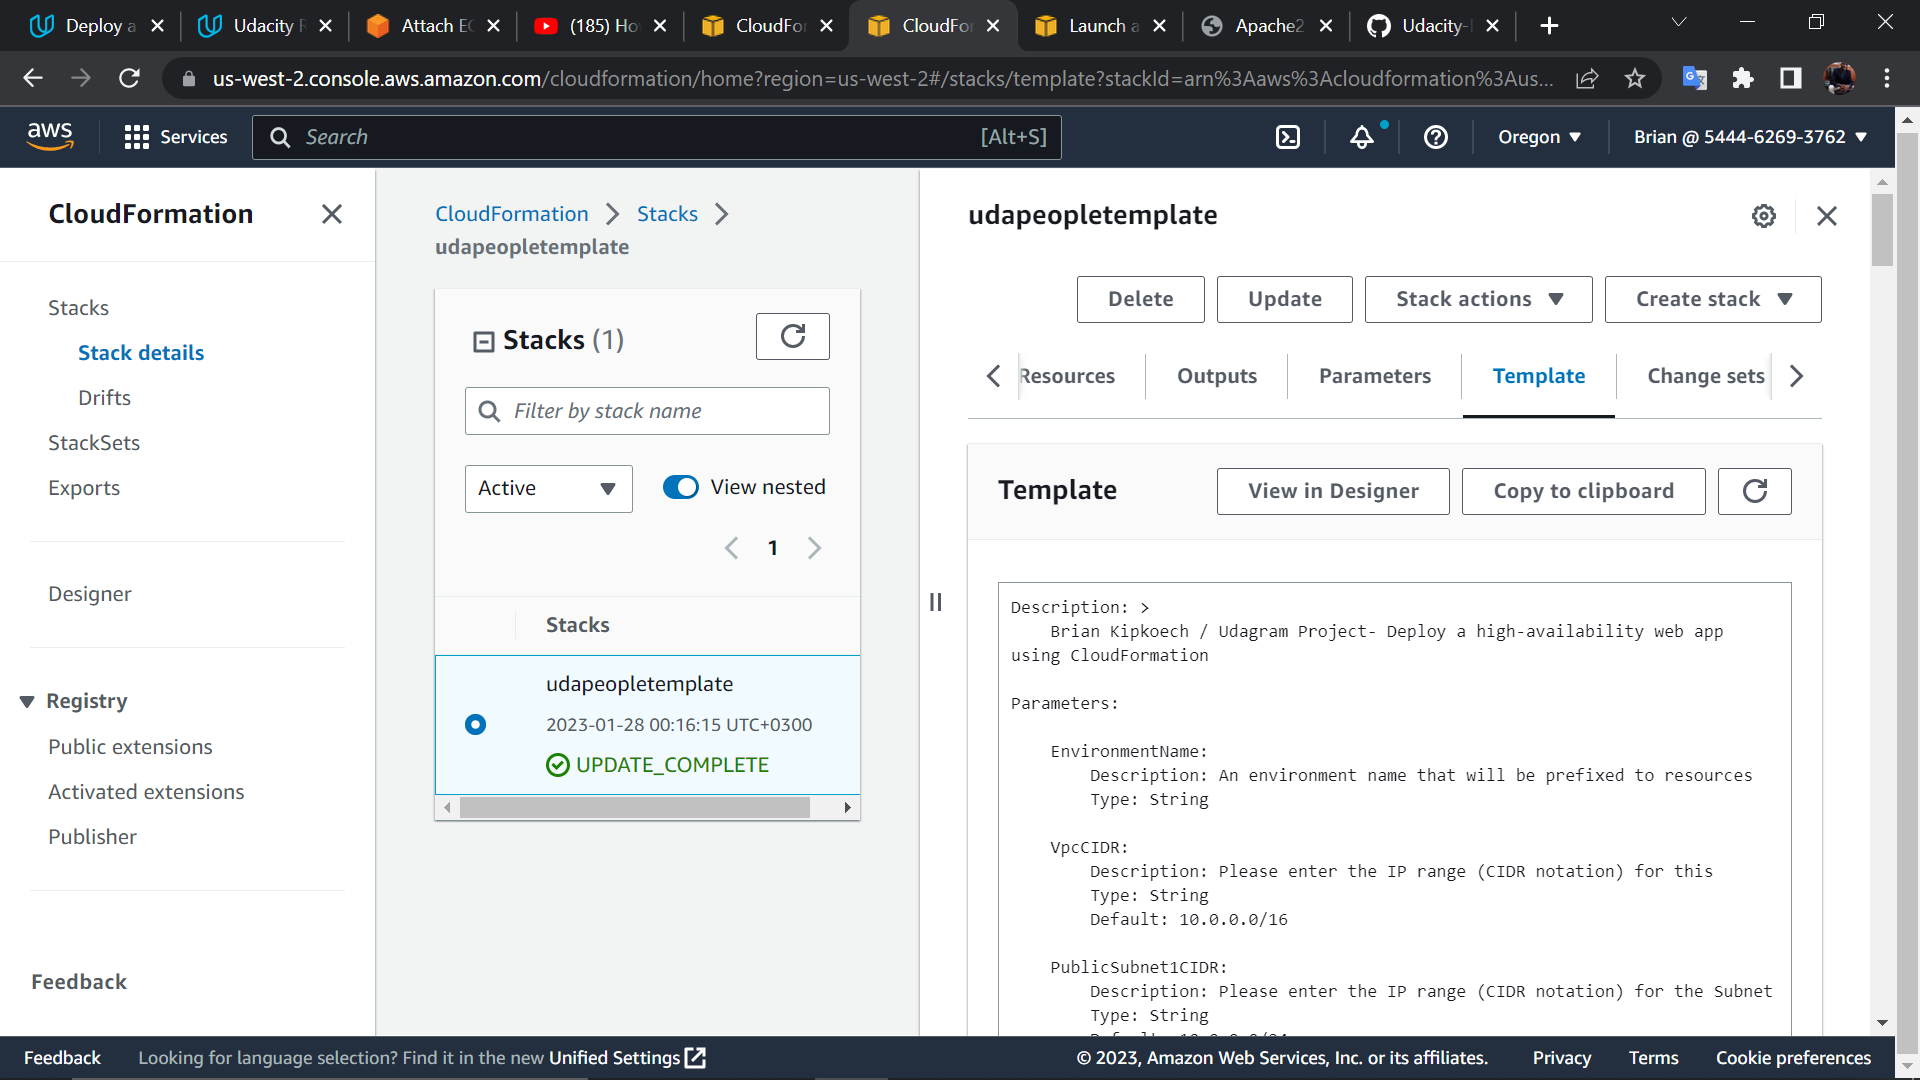 Deploy a
Udacity R
Attach EC
(185) Ho
CloudFor
CloudFor
Launch a
Apache2
Udacity-
us-west-2.console.aws.amazon.com/cloudformation/home?region=us-west-2#/stacks/template?stackId=arn%3Aaws%3Acloudformation%3Aus...
aws
Services
Search
[Alt+S]
Oregon
Brian @ 5444-6269-3762
CloudFormation
Stacks
Stack details
Drifts
StackSets
Exports
Designer
Registry
Public extensions
Activated extensions
Publisher
Feedback
CloudFormation
Stacks
udapeopletemplate
Stacks (1)
Filter by stack name
Active
View nested
1
Stacks
udapeopletemplate
2023-01-28 00:16:15 UTC+0300
UPDATE_COMPLETE
udapeopletemplate
Delete
Update
Stack actions
Create stack
Resources
Outputs
Parameters
Template
Change sets
Template
View in Designer
Copy to clipboard
Description: >
Brian Kipkoech / Udagram Project- Deploy a high-availability web app
using CloudFormation
Parameters:
EnvironmentName:
Description: An environment name that will be prefixed to resources
Type: String
VpcCIDR:
Description: Please enter the IP range (CIDR notation) for this
Type: String
Default: 10.0.0.0/16
PublicSubnet1CIDR:
Description: Please enter the IP range (CIDR notation) for the Subnet
Type: String
Feedback
Looking for language selection? Find it in the new Unified Settings
© 2023, Amazon Web Services, Inc. or its affiliates.
Privacy
Terms
Cookie preferences